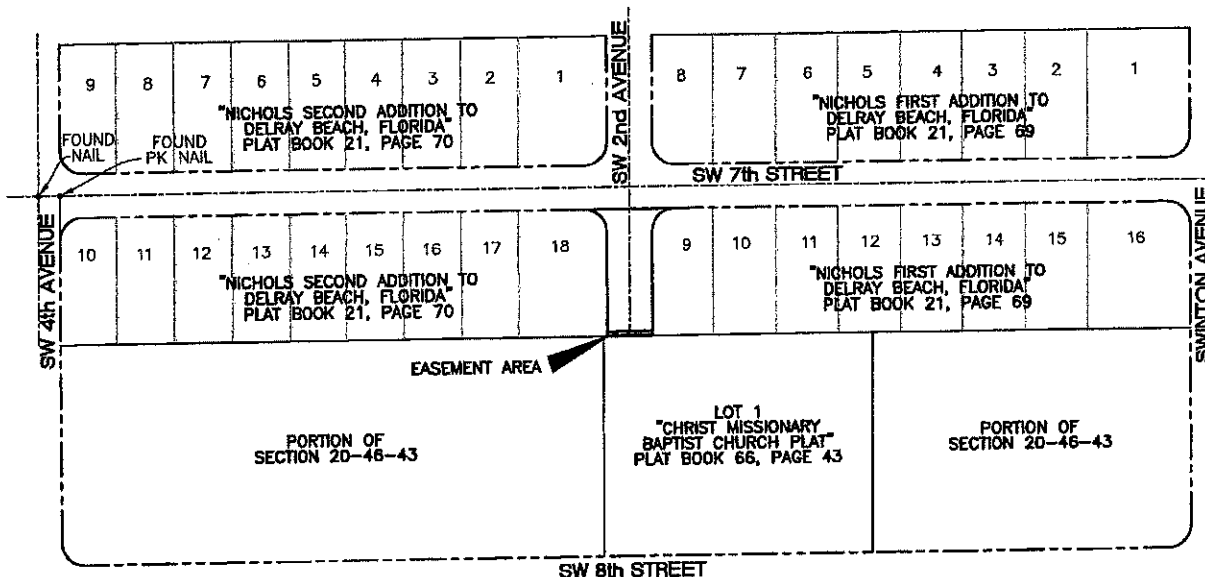 9 8 7 6 5 4 3 2 1
"NICHOLS SECOND ADDITION TO
DELRAY BEACH, FLORIDA"
PLAT BOOK 21, PAGE 70
SW 2nd AVENUE
8 7 6 5 4 3 2 1
"NICHOLS FIRST ADDITION TO
DELRAY BEACH, FLORIDA"
PLAT BOOK 21, PAGE 69
FOUND
NAIL
FOUND
PK NAIL
SW 7th STREET
SW 4th AVENUE
10 11 12 13 14 15 16 17 18
"NICHOLS SECOND ADDITION TO
DELRAY BEACH, FLORIDA"
PLAT BOOK 21, PAGE 70
9 10 11 12 13 14 15 16
"NICHOLS FIRST ADDITION TO
DELRAY BEACH, FLORIDA"
PLAT BOOK 21, PAGE 69
SWINTON AVENUE
EASEMENT AREA
PORTION OF
SECTION 20-46-43
LOT 1
"CHRIST MISSIONARY
BAPTIST CHURCH PLAT"
PLAT BOOK 66, PAGE 43
PORTION OF
SECTION 20-46-43
SW 8th STREET